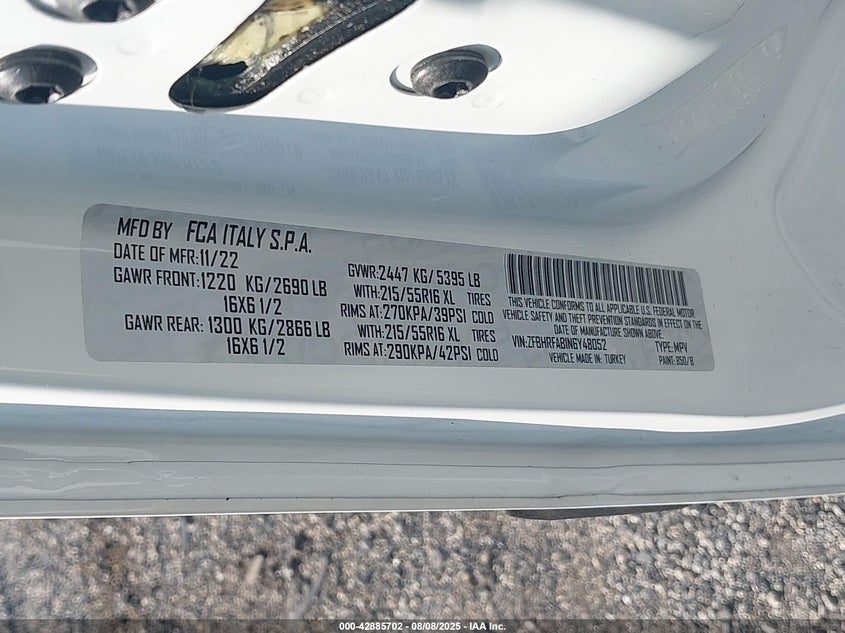 MFD BY FCA ITALY S.P.A.
DATE OF MFR:11/22
GAWR FRONT:1220 KG/2690 LB
16X6 1/2
GAWR REAR: 1300 KG/2866 LB
16X6 1/2
GVWR:2447 KG/5395 LB
WITH:215/55R16 XL TIRES
RIMS AT:270KPA/39PSI COLD
WITH:215/55R16 XL TIRES
RIMS AT:290KPA/42PSI COLD
THIS VEHICLE CONFORMS TO ALL APPLICABLE U.S. FEDERAL MOTOR
VEHICLE SAFETY AND THEFT PREVENTION STANDARDS IN EFFECT ON THE
DATE OF MANUFACTURE SHOWN ABOVE.
VIN:ZFBHRFABIN6Y48052 TYPE:MPV
VEHICLE MADE IN: TURKEY PAINT: 850/B
000-42885702 - 08/08/2025 - IAA Inc.